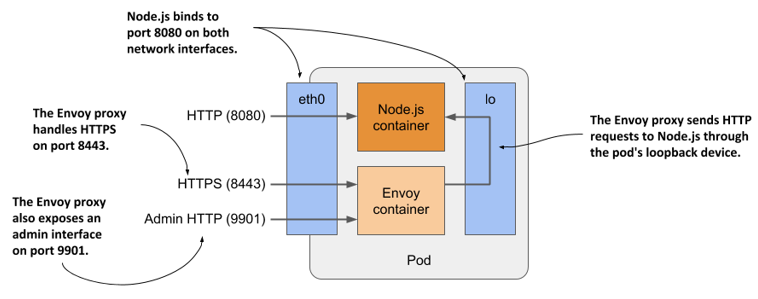 Node.js binds to
port 8080 on both
network interfaces.
eth0
lo
Node.js
container
HTTP (8080)
The Envoy proxy
handles HTTPS
on port 8443.
The Envoy proxy sends HTTP
requests to Node.js through
the pod's loopback device.
HTTPS (8443)
Envoy
container
The Envoy proxy
also exposes an
admin interface
on port 9901.
Admin HTTP (9901)
Pod